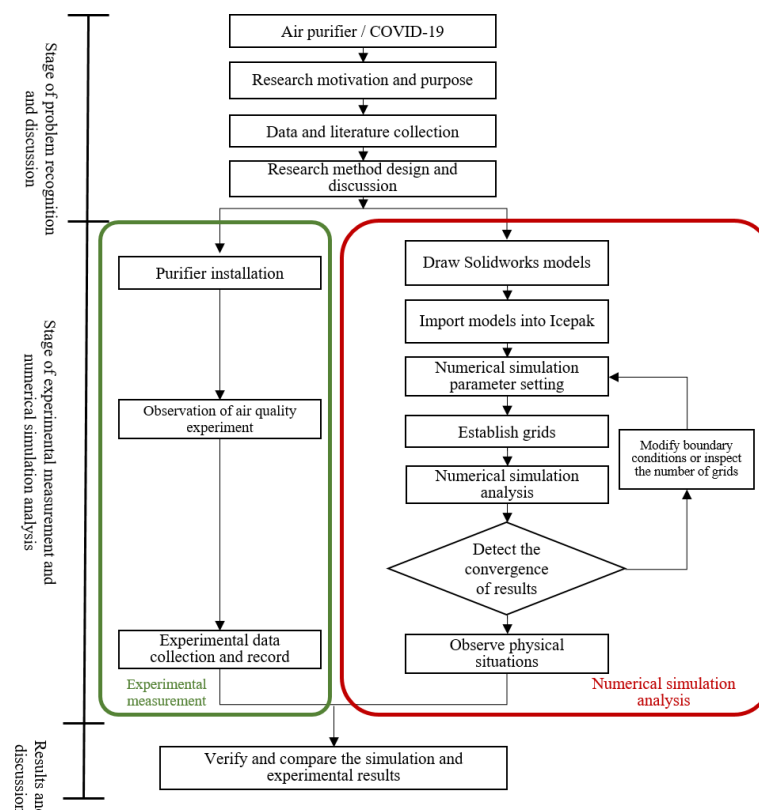 Stage of problem recognition
and discussion
Air purifier / COVID-19
Research motivation and purpose
Data and literature collection
Research method design and
discussion
Stage of experimental measurement and
numerical simulation analysis
Purifier installation
Observation of air quality
experiment
Experimental data
collection and record
Experimental
measurement
Draw Solidworks models
Import models into Icepak
Numerical simulation
parameter setting
Establish grids
Numerical simulation
analysis
Detect the
convergence
of results
Modify boundary
conditions or inspect
the number of grids
Observe physical
situations
Numerical simulation
analysis
Results and
discussion
Verify and compare the simulation and
experimental results